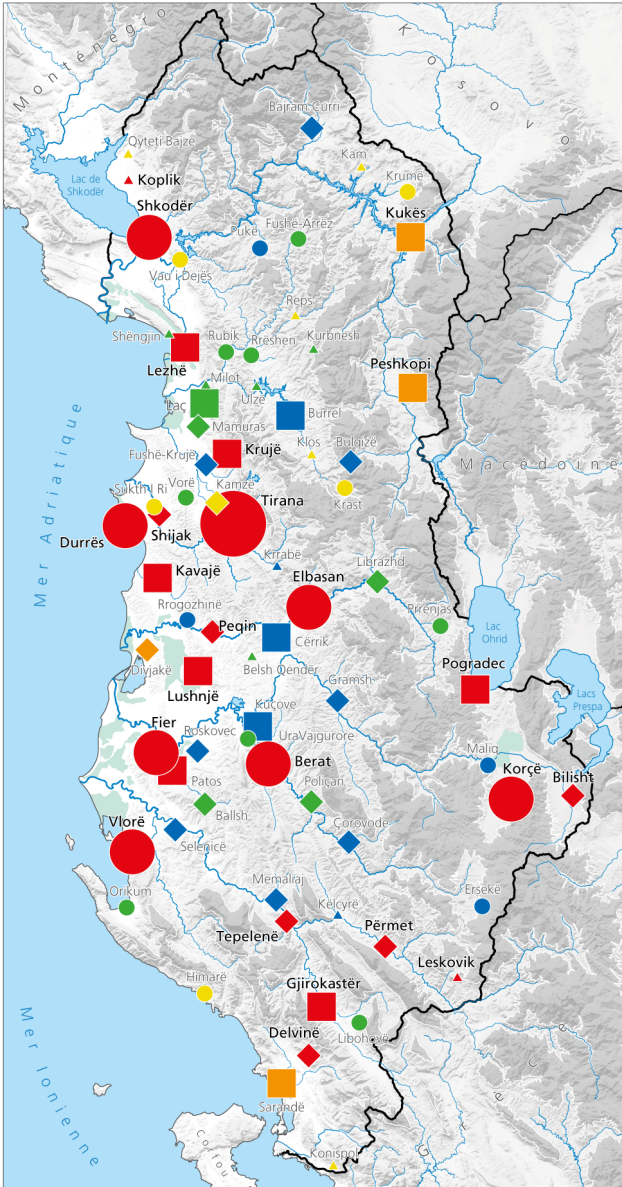 Monténégro
Kosovo
Bajram Curri
Qyteti Bajze
Kam
Lac de
Shkodër
Koplik
Krumë
Shkodër
Kukës
Pukë
Fushë-Arrëz
Vau i Dejës
Reps
Shëngjin
Rubik
Rrëshen
Kurbnesh
Lezhë
Peshkopi
Milot
Ulzë
Laç
Burrel
Mamuras
Mer Adriatique
Fushë-Krujë
Krujë
Klos
Bulqizë
Macédoine
Sukth i Ri
Vorë
Kamzë
Krast
Tirana
Durrës
Shijak
Krrabë
Kavajë
Elbasan
Librazhd
Rrogozhinë
Peqin
Prrenjas
Lac
Ohrid
Cërrik
Divjakë
Belsh Qendër
Pogradec
Lushnjë
Gramsh
Lacs
Prespa
Kuçovë
Fier
Roskovec
UraVajgurore
Maliq
Berat
Korçë
Bilisht
Patos
Poliçan
Ballsh
Vlorë
Selenicë
Çorovodë
Memaliaj
Ersekë
Orikum
Këlcyrë
Tepelenë
Përmet
Leskovik
Himarë
Gjirokastër
Mer Ionienne
Delvinë
Libohovë
Grèce
Sarandë
Corfou
Konispol